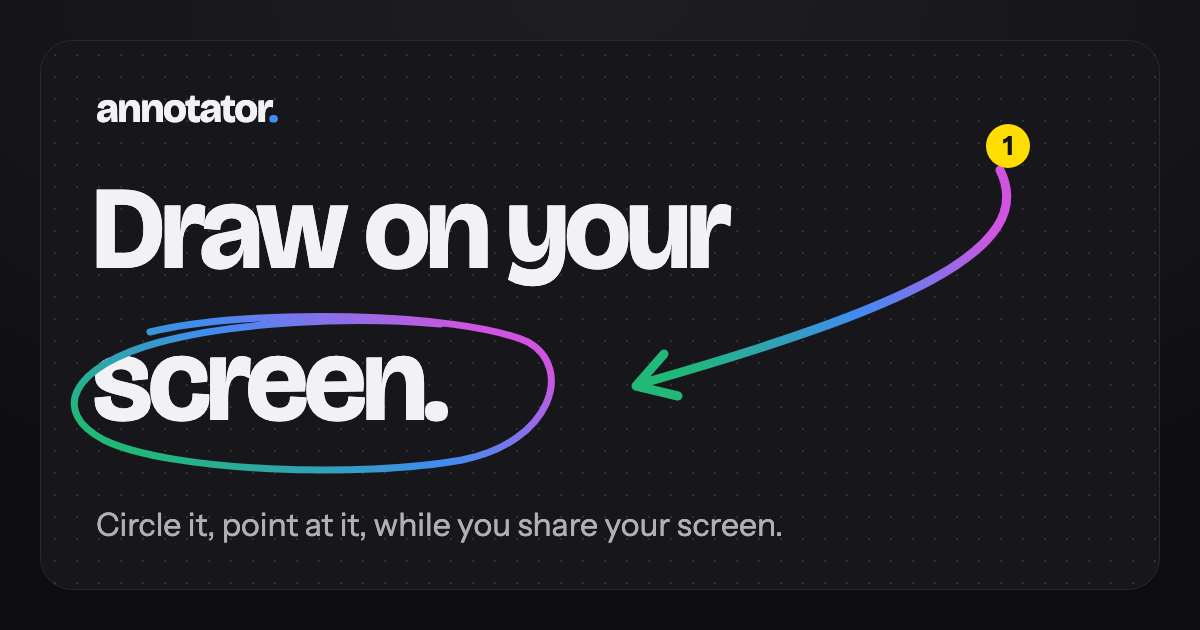 annotator.
1
Draw on your
screen.
Circle it, point at it, while you share your screen.